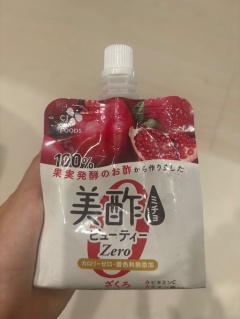 CJ
FOODS
100%
果実発酵のお酢から作りました
美酢
ミチョ
ビューティー
Zero
カロリーゼロ・着色料無添加
ざくろ